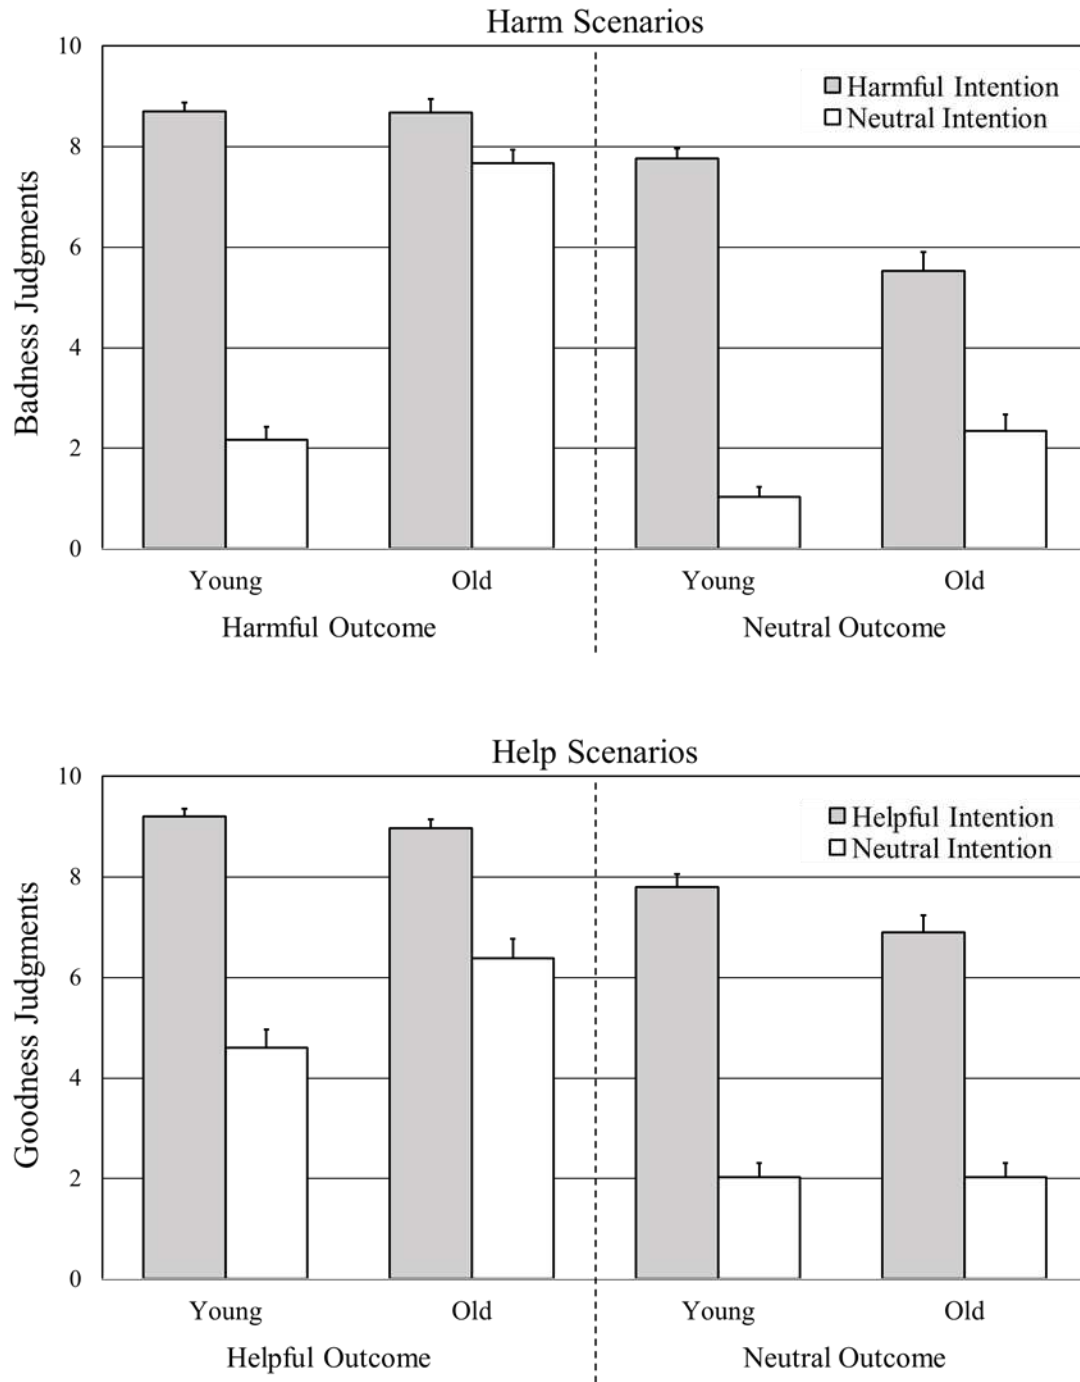 Harm Scenarios
10
8
6
4
2
0
Badness Judgments
Harmful Intention
Neutral Intention
Young
Old
Young
Old
Harmful Outcome
Neutral Outcome
Help Scenarios
10
8
6
4
2
0
Goodness Judgments
Helpful Intention
Neutral Intention
Young
Old
Young
Old
Helpful Outcome
Neutral Outcome